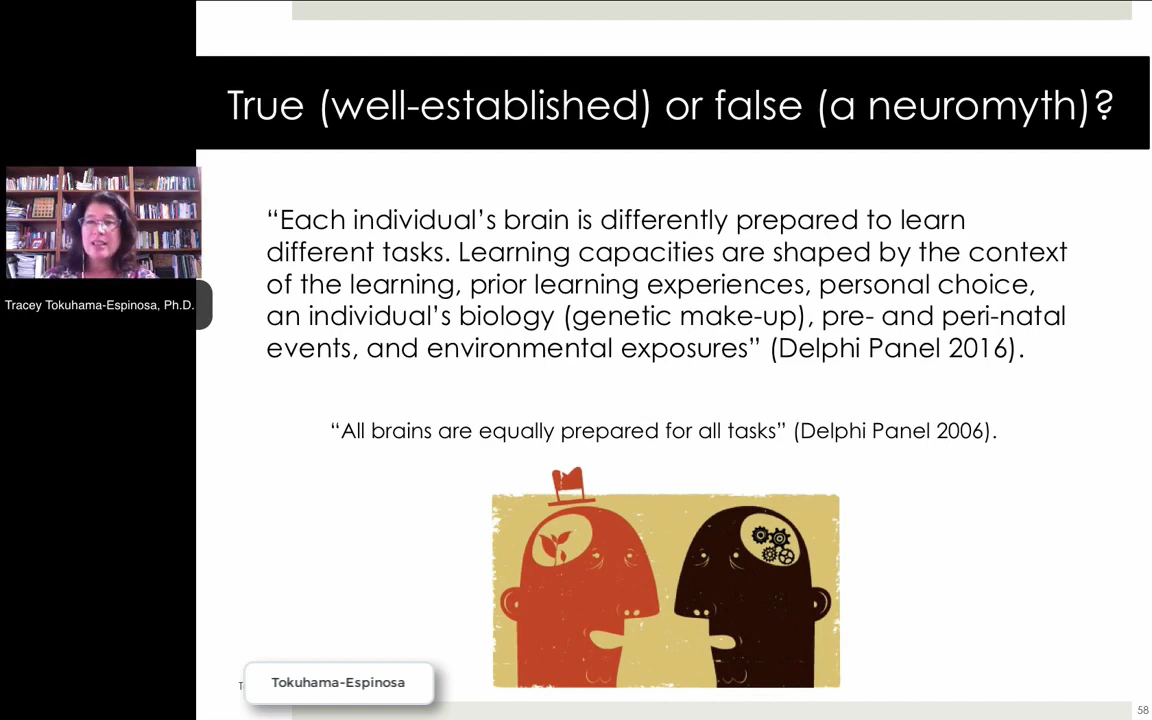 True (well-established) or false (a neuromyth)?
“Each individual’s brain is differently prepared to learn
different tasks. Learning capacities are shaped by the context
of the learning, prior learning experiences, personal choice,
an individual’s biology (genetic make-up), pre- and peri-natal
events, and environmental exposures” (Delphi Panel 2016).
Tracey Tokuhama-Espinosa, Ph.D.
“All brains are equally prepared for all tasks” (Delphi Panel 2006).
Tokuhama-Espinosa
58